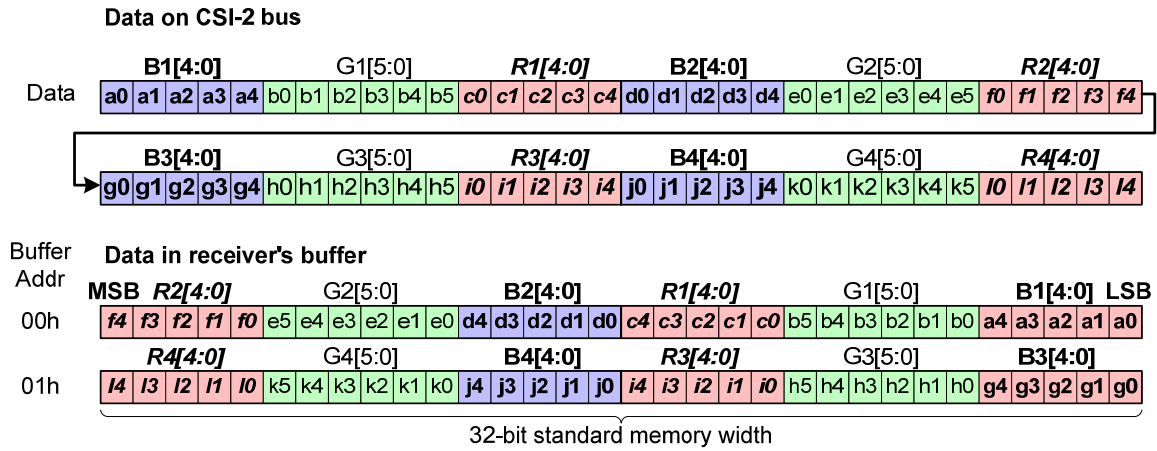 Data on CSI-2 bus
B1[4:0] G1[5:0] R1[4:0] B2[4:0] G2[5:0] R2[4:0]
Data a0 a1 a2 a3 a4 b0 b1 b2 b3 b4 b5 c0 c1 c2 c3 c4 d0 d1 d2 d3 d4 e0 e1 e2 e3 e4 e5 f0 f1 f2 f3 f4
B3[4:0] G3[5:0] R3[4:0] B4[4:0] G4[5:0] R4[4:0]
g0 g1 g2 g3 g4 h0 h1 h2 h3 h4 h5 i0 i1 i2 i3 i4 j0 j1 j2 j3 j4 k0 k1 k2 k3 k4 k5 l0 l1 l2 l3 l4
Data in receiver's buffer
Buffer
Addr
MSB R2[4:0] G2[5:0] B2[4:0] R1[4:0] G1[5:0] B1[4:0] LSB
00h f4 f3 f2 f1 f0 e5 e4 e3 e2 e1 e0 d4 d3 d2 d1 d0 c4 c3 c2 c1 c0 b5 b4 b3 b2 b1 b0 a4 a3 a2 a1 a0
R4[4:0] G4[5:0] B4[4:0] R3[4:0] G3[5:0] B3[4:0]
01h l4 l3 l2 l1 l0 k5 k4 k3 k2 k1 k0 j4 j3 j2 j1 j0 i4 i3 i2 i1 i0 h5 h4 h3 h2 h1 h0 g4 g3 g2 g1 g0
32-bit standard memory width